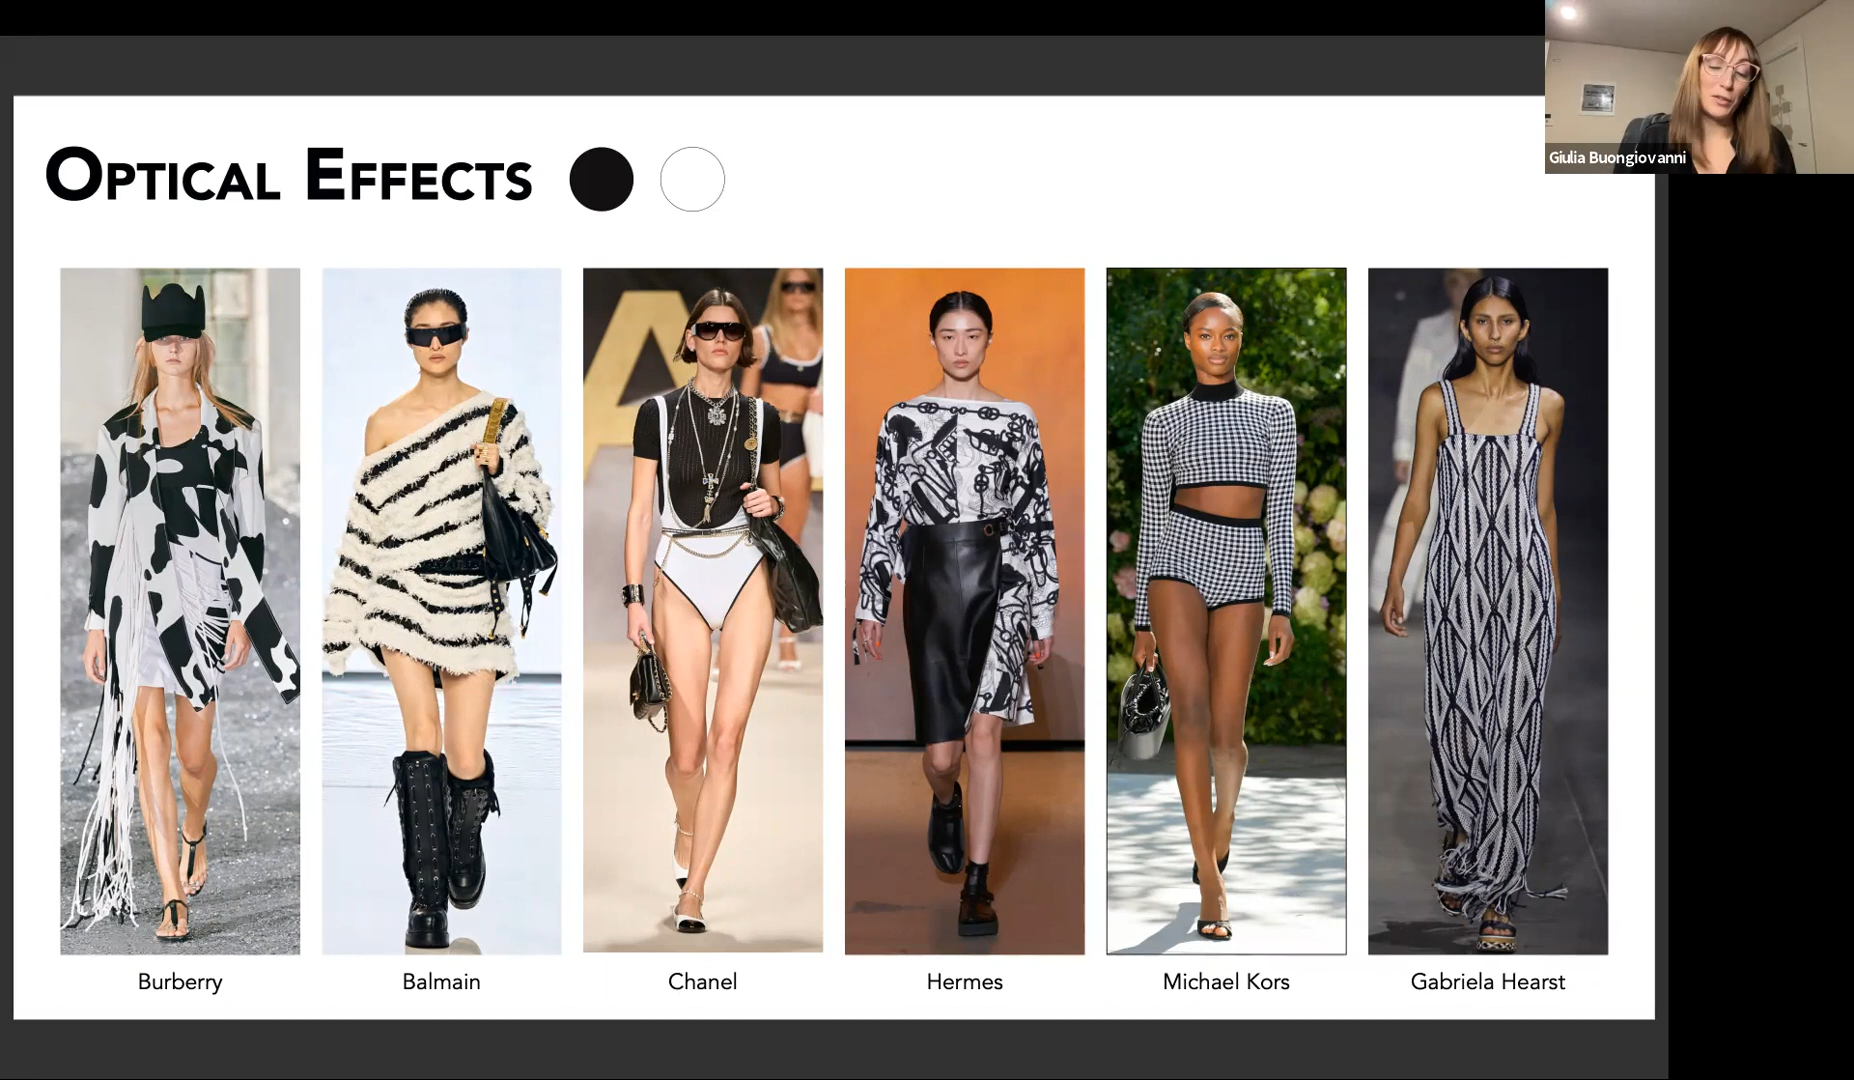 Giulia Buongiovanni
OPTICAL EFFECTS
A
Burberry
Balmain
Chanel
Hermes
Michael Kors
Gabriela Hearst